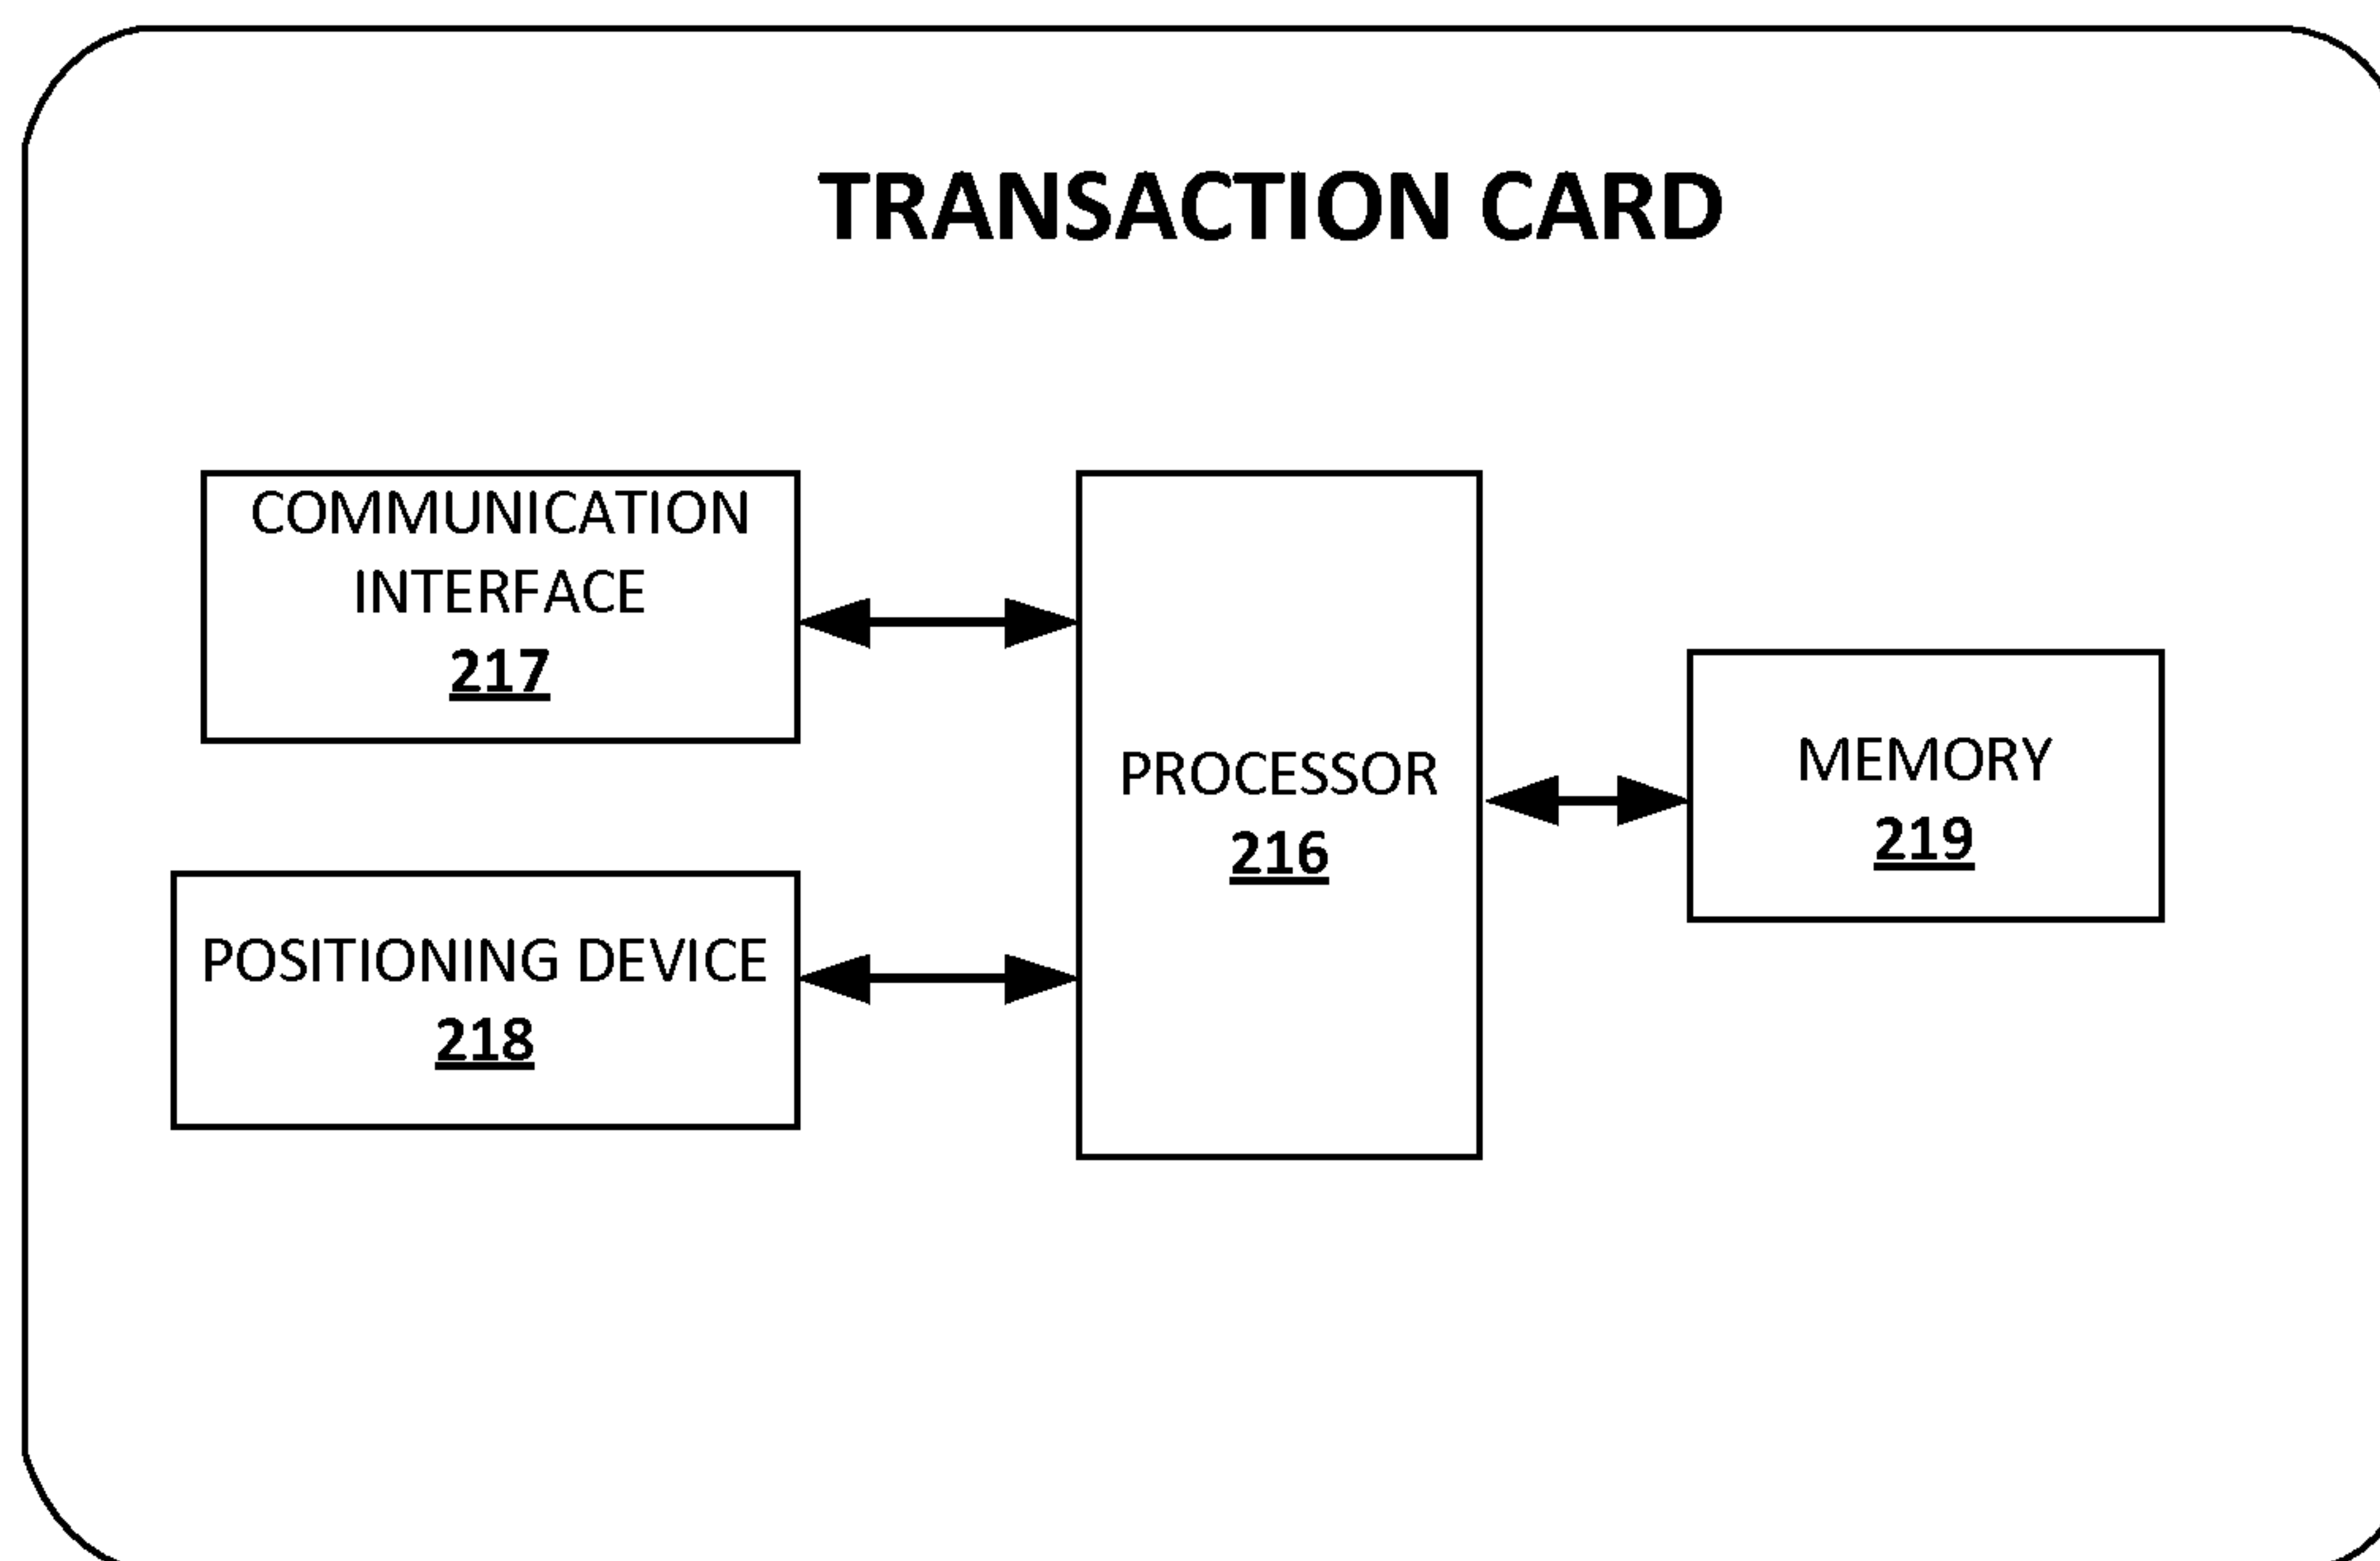 TRANSACTION CARD
COMMUNICATION
INTERFACE
217
POSITIONING DEVICE
218
PROCESSOR
216
MEMORY
219